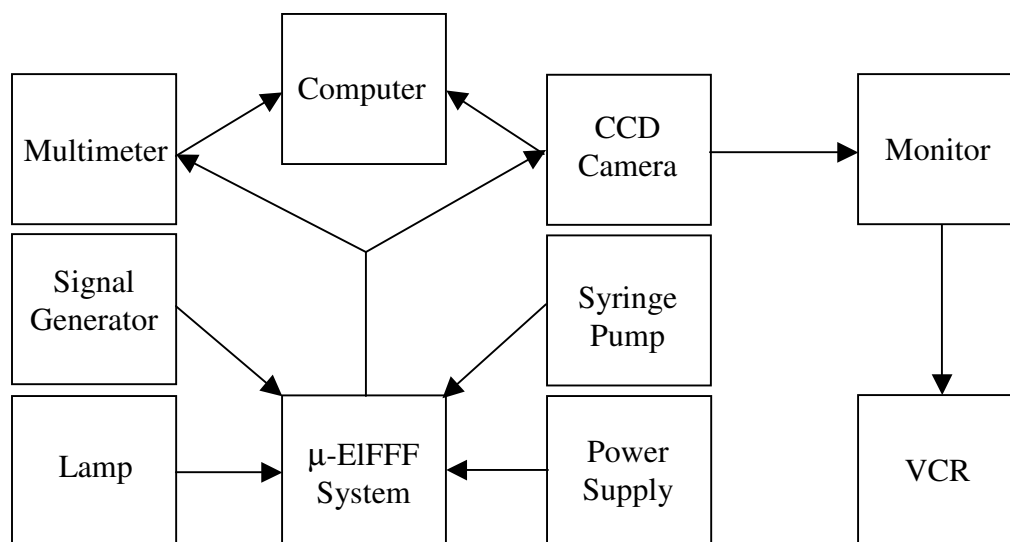 Computer
Multimeter
CCD
Camera
Monitor
Signal
Generator
Syringe
Pump
Lamp
μ-ElFFF
System
Power
Supply
VCR